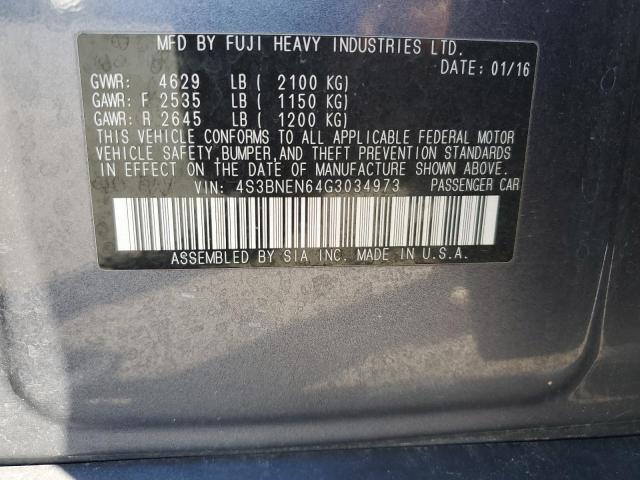 MFD BY FUJI HEAVY INDUSTRIES LTD.
DATE: 01/16
GVWR: 4629 LB ( 2100 KG)
GAWR: F 2535 LB ( 1150 KG)
GAWR: R 2645 LB ( 1200 KG)
THIS VEHICLE CONFORMS TO ALL APPLICABLE FEDERAL MOTOR
VEHICLE SAFETY,BUMPER,AND THEFT PREVENTION STANDARDS
IN EFFECT ON THE DATE OF MANUFACTURE SHOWN ABOVE.
VIN: 4S3BNEN64G3034973 PASSENGER CAR
ASSEMBLED BY SIA INC. MADE IN U.S.A.